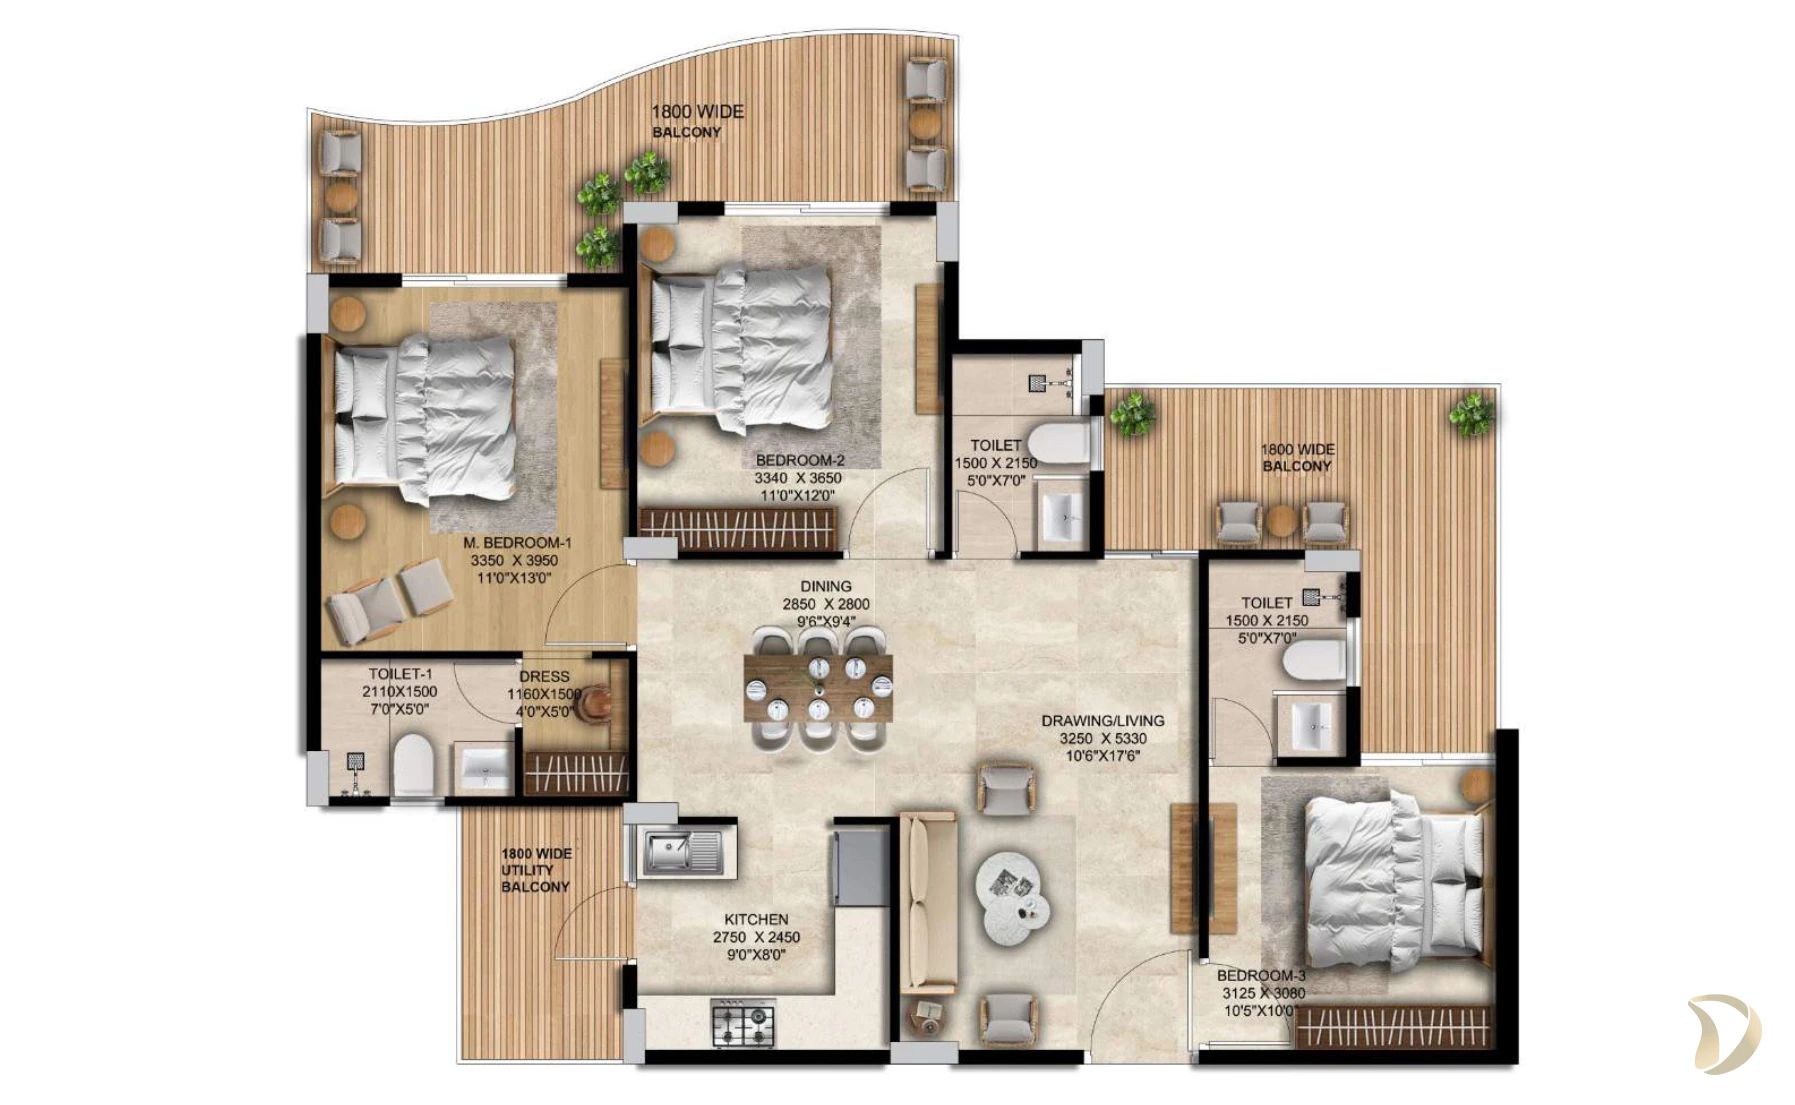 1800 WIDE
BALCONY
BEDROOM-2
3340 X 3650
11'0"X12'0"
TOILET
1500 X 2150
5'0"X7'0"
1800 WIDE
BALCONY
M. BEDROOM-1
3350 X 3950
11'0"X13'0"
DINING
2850 X 2800
9'6"X9'4"
TOILET
1500 X 2150
5'0"X7'0"
TOILET-1
2110X1500
7'0"X5'0"
DRESS
1160X1500
4'0"X5'0"
DRAWING/LIVING
3250 X 5330
10'6"X17'6"
1800 WIDE
UTILITY
BALCONY
KITCHEN
2750 X 2450
9'0"X8'0"
BEDROOM-3
3125 X 3080
10'5"X10'0"